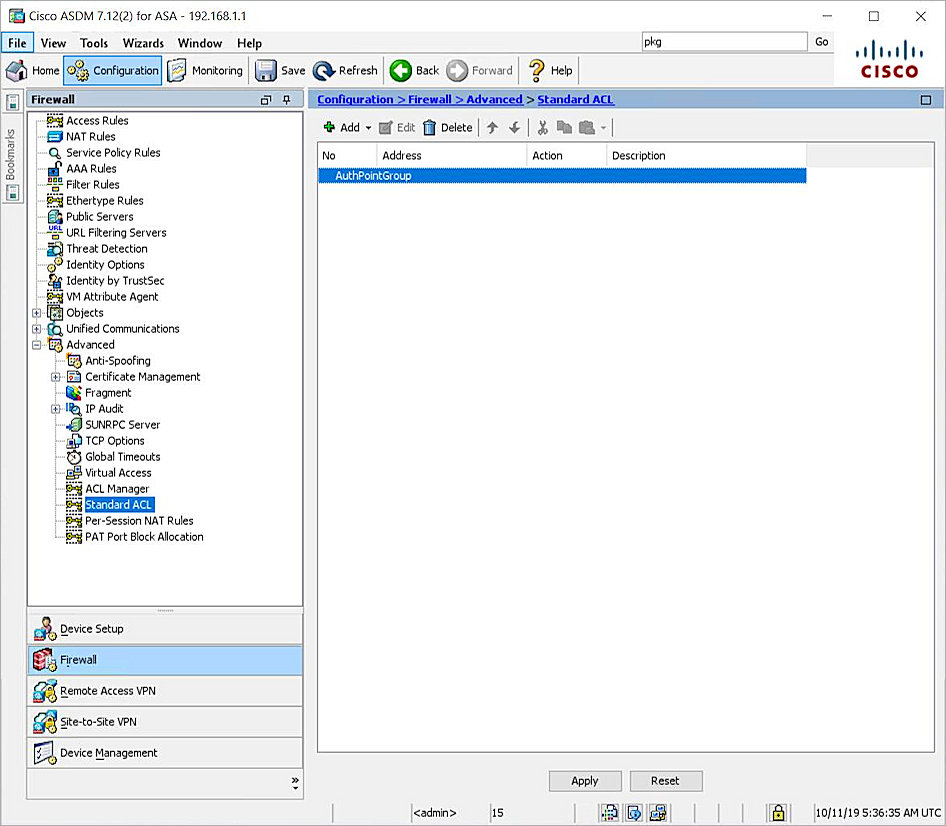 Cisco ASDM 7.12(2) for ASA - 192.168.1.1
File View Tools Wizards Window Help
pkg Go
Home Configuration Monitoring Save Refresh Back Forward Help
CISCO
Bookmarks
Firewall
Access Rules
NAT Rules
Service Policy Rules
AAA Rules
Filter Rules
Ethertype Rules
Public Servers
URL Filtering Servers
Threat Detection
Identity Options
Identity by TrustSec
VM Attribute Agent
Objects
Unified Communications
Advanced
Anti-Spoofing
Certificate Management
Fragment
IP Audit
SUNRPC Server
TCP Options
Global Timeouts
Virtual Access
ACL Manager
Standard ACL
Per-Session NAT Rules
PAT Port Block Allocation
Device Setup
Firewall
Remote Access VPN
Site-to-Site VPN
Device Management
Configuration > Firewall > Advanced > Standard ACL
Add Edit Delete
No Address Action Description
AuthPointGroup
Apply Reset
<admin> 15 10/11/19 5:36:35 AM UTC